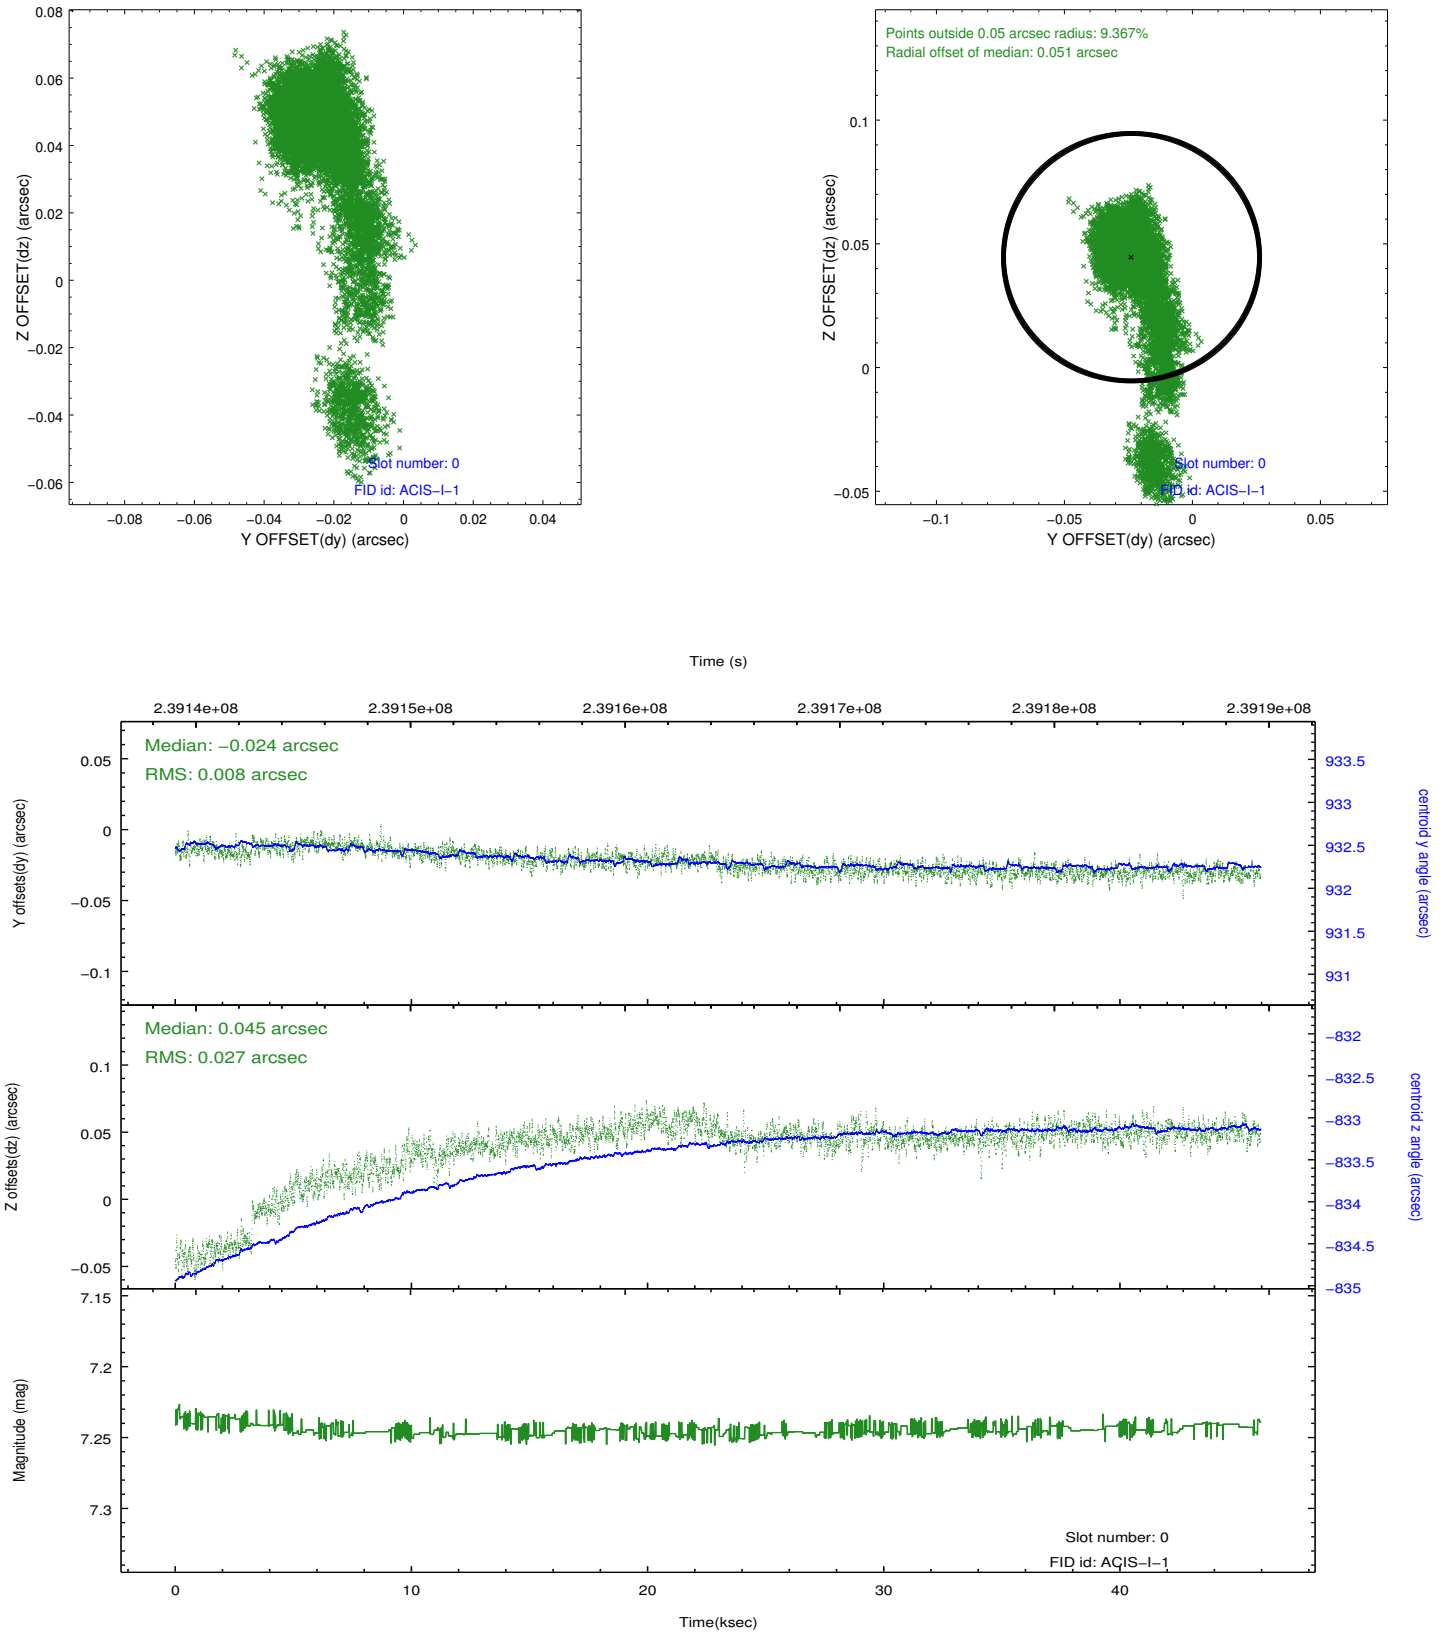 0.08
0.06
0.04
0.02
0
−0.02
−0.04
−0.06
Z OFFSET(dz) (arcsec)
Slot number: 0
FID id: ACIS−I−1
−0.08
−0.06
−0.04
−0.02
0
0.02
0.04
Y OFFSET(dy) (arcsec)
Points outside 0.05 arcsec radius: 9.367%
Radial offset of median: 0.051 arcsec
0.1
0.05
0
−0.05
Z OFFSET(dz) (arcsec)
Slot number: 0
FID id: ACIS−I−1
−0.1
−0.05
0
0.05
Y OFFSET(dy) (arcsec)
Time (s)
2.3914e+08
2.3915e+08
2.3916e+08
2.3917e+08
2.3918e+08
2.3919e+08
Median: −0.024 arcsec
RMS: 0.008 arcsec
0.05
0
−0.05
−0.1
Y offsets(dy) (arcsec)
933.5
933
932.5
932
931.5
931
centroid y angle (arcsec)
Median: 0.045 arcsec
RMS: 0.027 arcsec
0.1
0.05
0
−0.05
Z offsets(dz) (arcsec)
−832
−832.5
−833
−833.5
−834
−834.5
−835
centroid z angle (arcsec)
7.15
7.2
7.25
7.3
Magnitude (mag)
Slot number: 0
FID id: ACIS−I−1
0
10
20
30
40
Time(ksec)